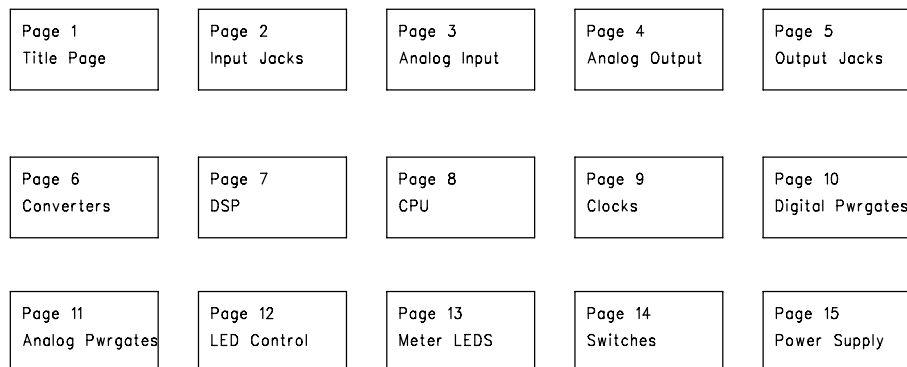 Page 1
Title Page
Page 2
Input Jacks
Page 3
Analog Input
Page 4
Analog Output
Page 5
Output Jacks
Page 6
Converters
Page 7
DSP
Page 8
CPU
Page 9
Clocks
Page 10
Digital Pwrgates
Page 11
Analog Pwrgates
Page 12
LED Control
Page 13
Meter LEDS
Page 14
Switches
Page 15
Power Supply